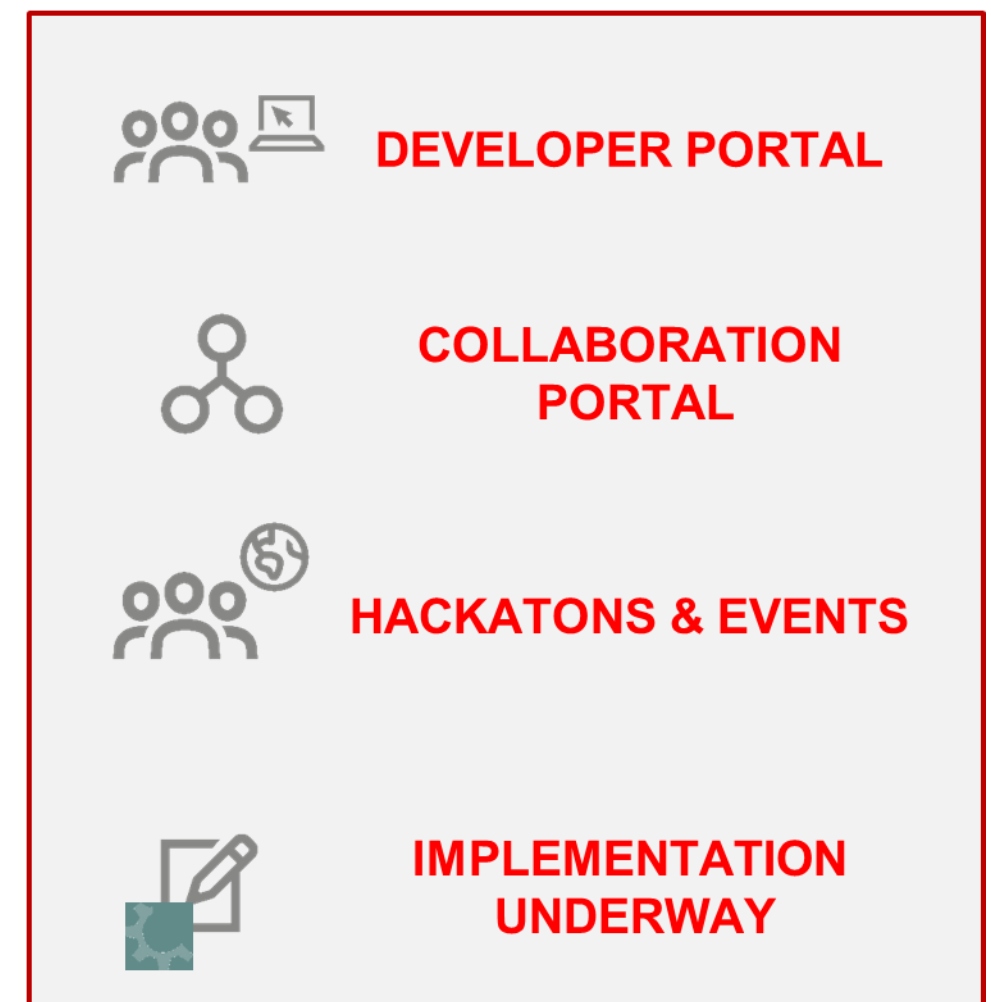 DEVELOPER PORTAL
COLLABORATION
PORTAL
HACKATONS & EVENTS
IMPLEMENTATION
UNDERWAY